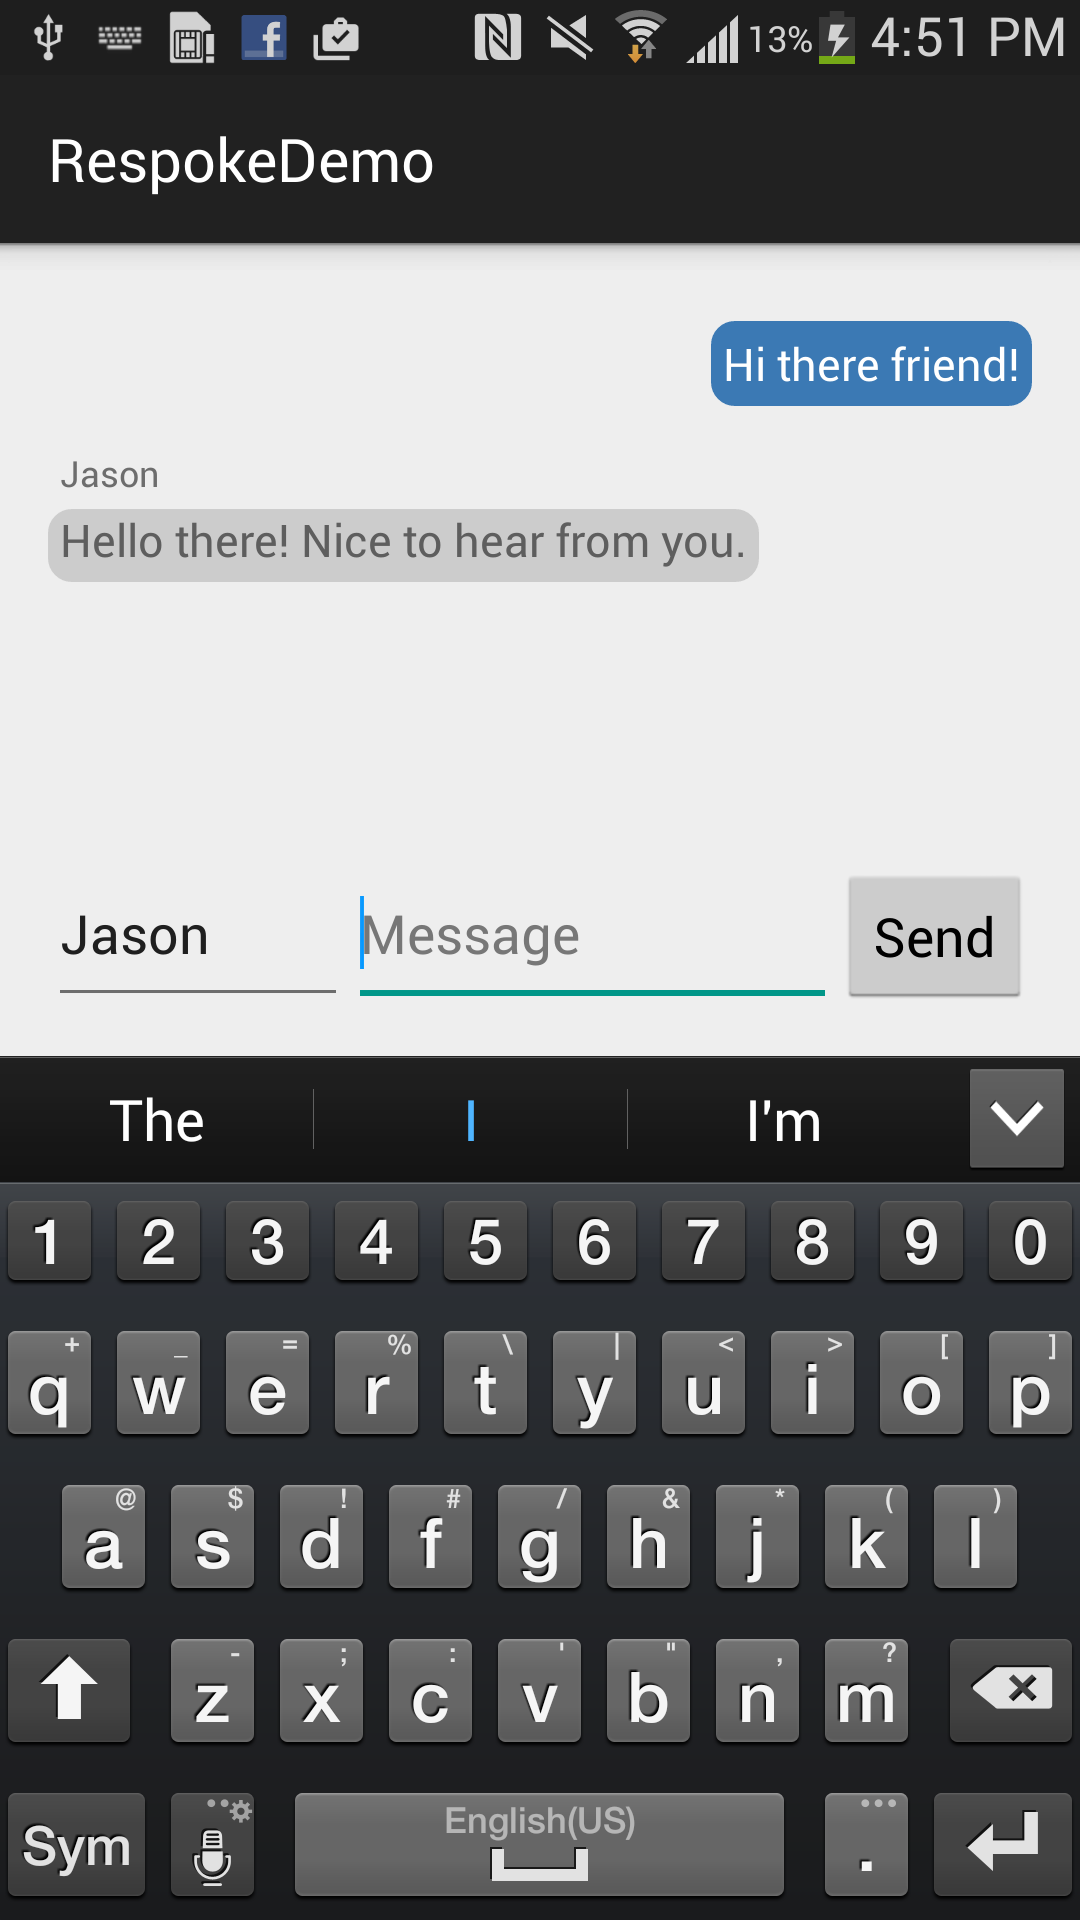 13% 4:51 PM
RespokeDemo
Hi there friend!
Jason
Hello there! Nice to hear from you.
Jason Message Send
The I I'm
1 2 3 4 5 6 7 8 9 0
+ _ = % \ | < > [ ]
q w e r t y u i o p
@ $ ! # / & * ( )
a s d f g h j k l
- ; : ' " , ?
z x c v b n m
English(US)
Sym .